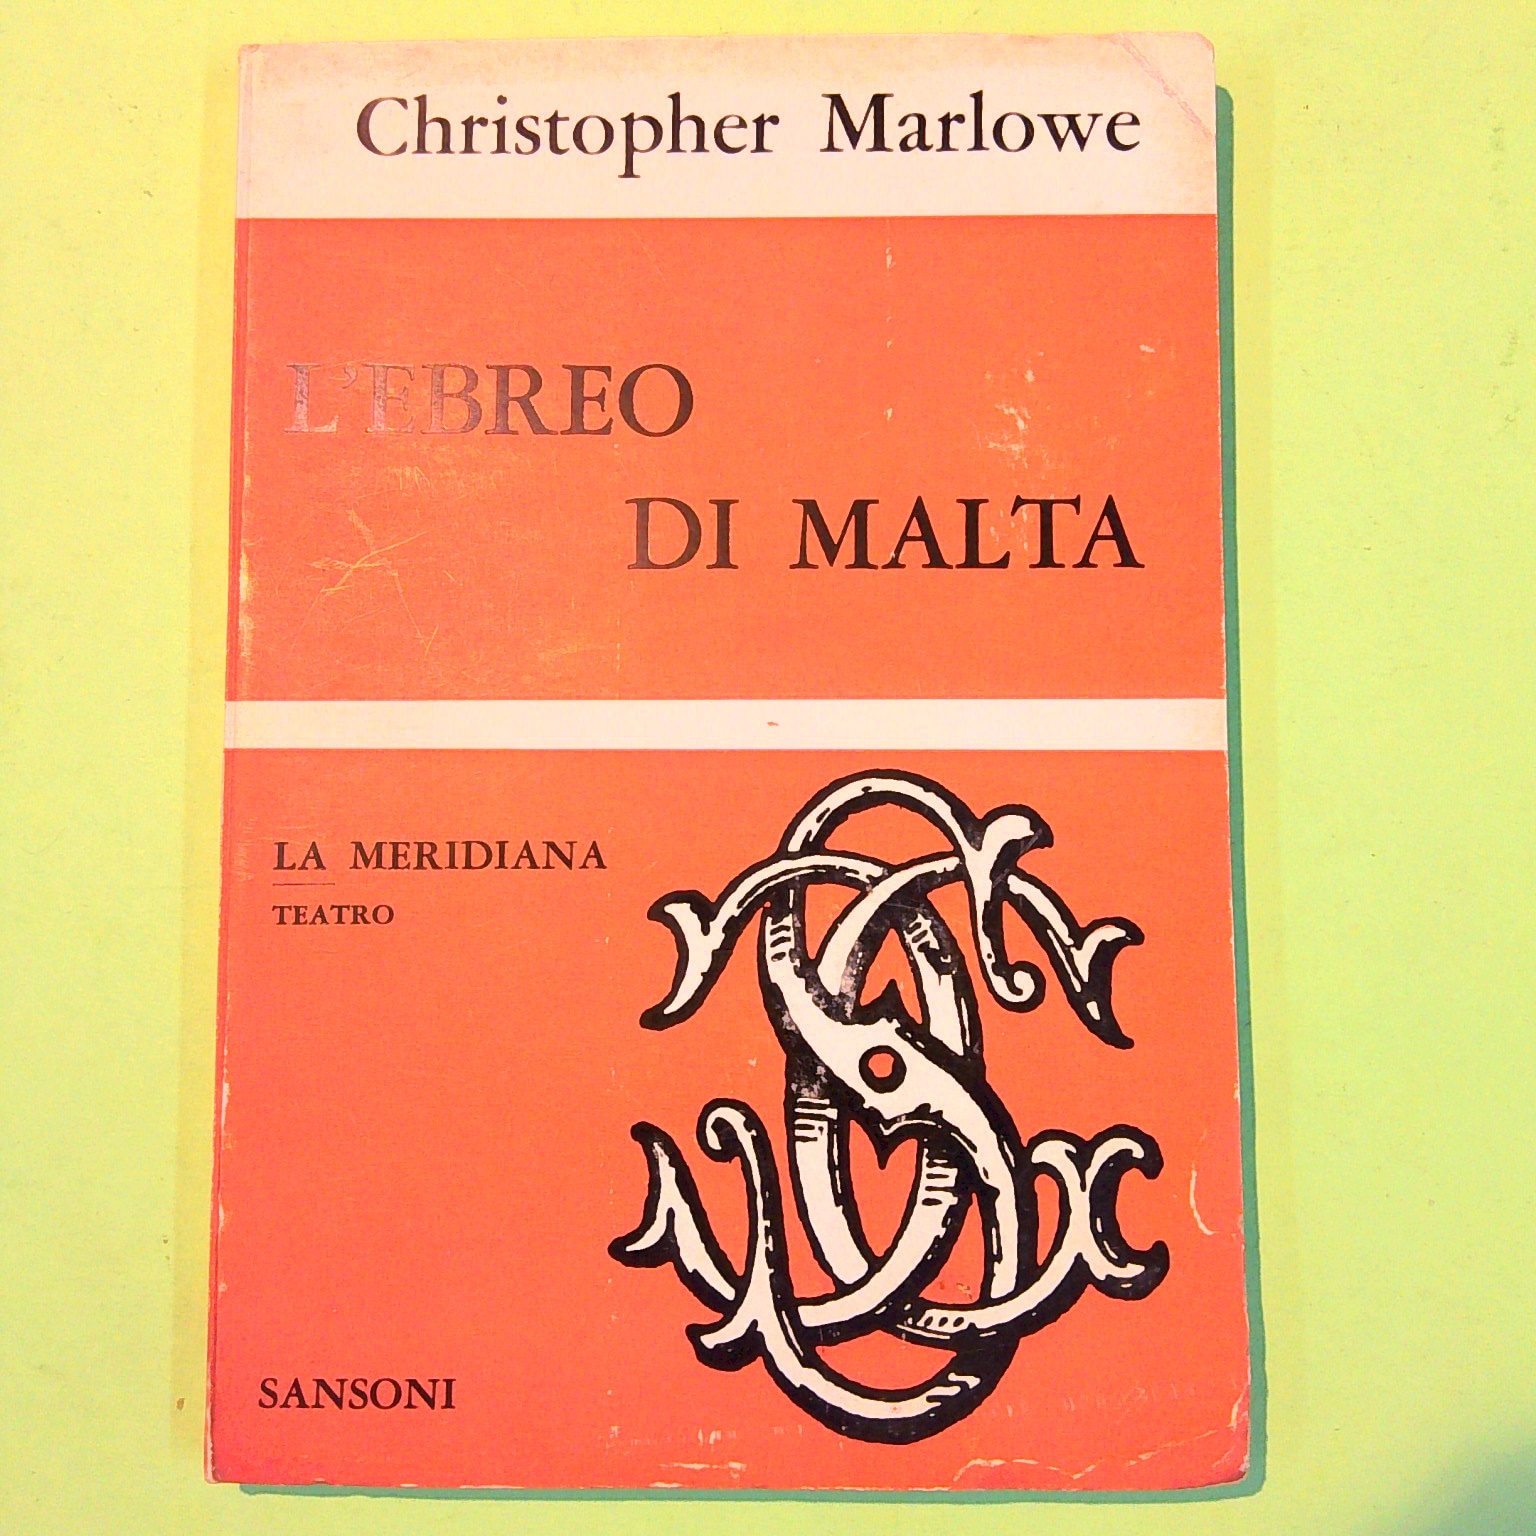 Christopher Marlowe
L'EBREO
DI MALTA
LA MERIDIANA
TEATRO
SANSONI